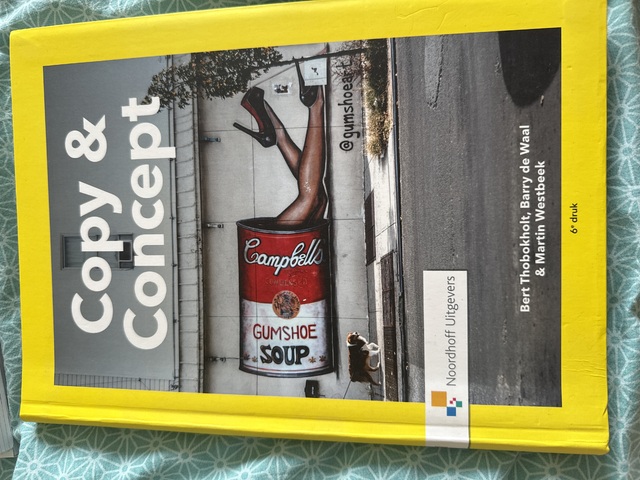 Copy &
Concept
@gumshoeart
Campbell's
GUMSHOE
SOUP
Noordhoff Uitgevers
Bert Thobokholt, Barry de Waal
& Martin Westbeek
6e druk